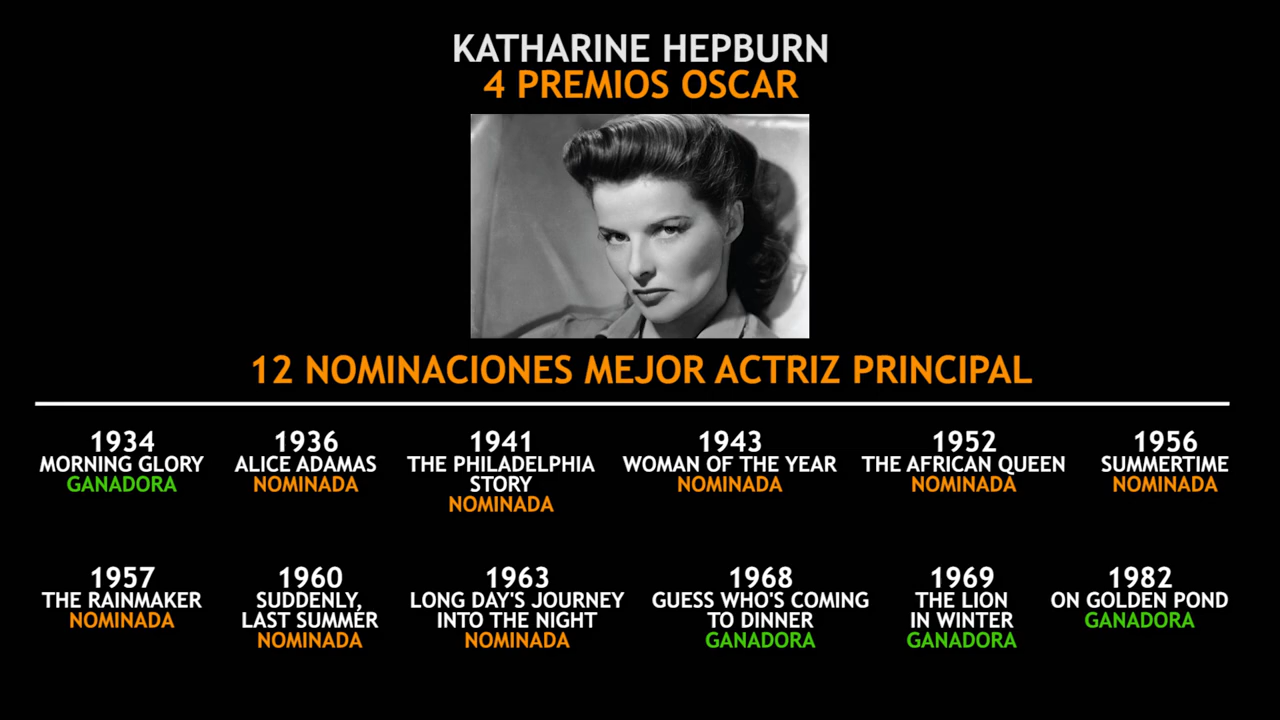 KATHARINE HEPBURN
4 PREMIOS OSCAR
12 NOMINACIONES MEJOR ACTRIZ PRINCIPAL
1934
MORNING GLORY
GANADORA
1936
ALICE ADAMAS
NOMINADA
1941
THE PHILADELPHIA
STORY
NOMINADA
1943
WOMAN OF THE YEAR
NOMINADA
1952
THE AFRICAN QUEEN
NOMINADA
1956
SUMMERTIME
NOMINADA
1957
THE RAINMAKER
NOMINADA
1960
SUDDENLY,
LAST SUMMER
NOMINADA
1963
LONG DAY'S JOURNEY
INTO THE NIGHT
NOMINADA
1968
GUESS WHO'S COMING
TO DINNER
GANADORA
1969
THE LION
IN WINTER
GANADORA
1982
ON GOLDEN POND
GANADORA